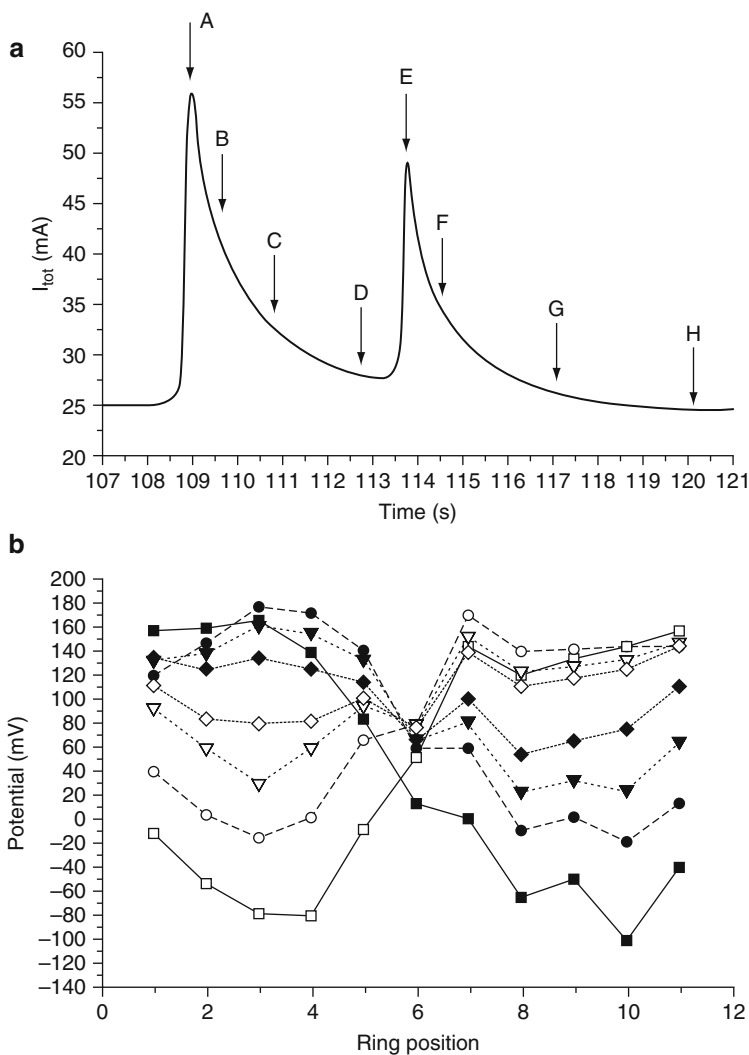 a
A
B
C
D
E
F
G
H
60
55
50
45
40
35
30
25
20
I_tot (mA)
107 108 109 110 111 112 113 114 115 116 117 118 119 120 121
Time (s)
b
200
180
160
140
120
100
80
60
40
20
0
–20
–40
–60
–80
–100
–120
–140
Potential (mV)
0 2 4 6 8 10 12
Ring position